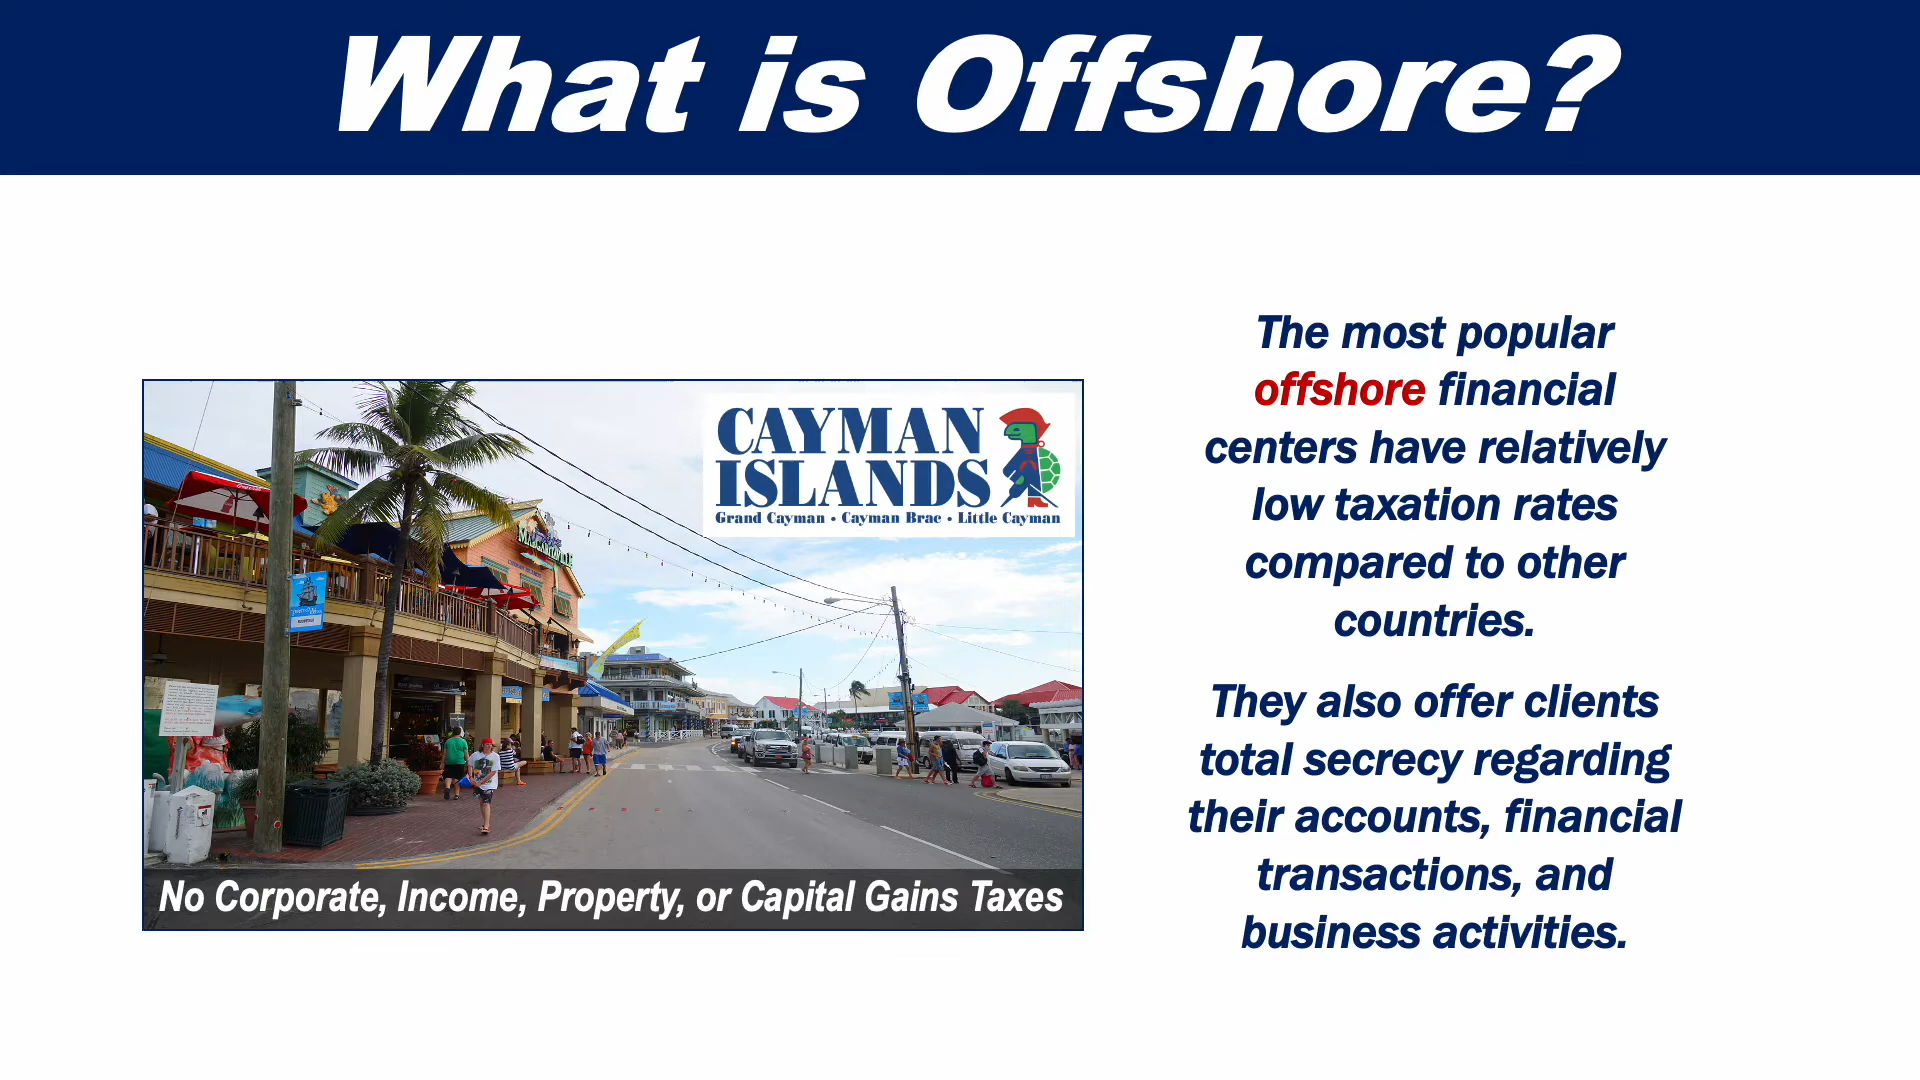 What is Offshore?
CAYMAN
ISLANDS
Grand Cayman • Cayman Brac • Little Cayman
MARGARITAVILLE
No Corporate, Income, Property, or Capital Gains Taxes
The most popular
offshore financial
centers have relatively
low taxation rates
compared to other
countries.
They also offer clients
total secrecy regarding
their accounts, financial
transactions, and
business activities.